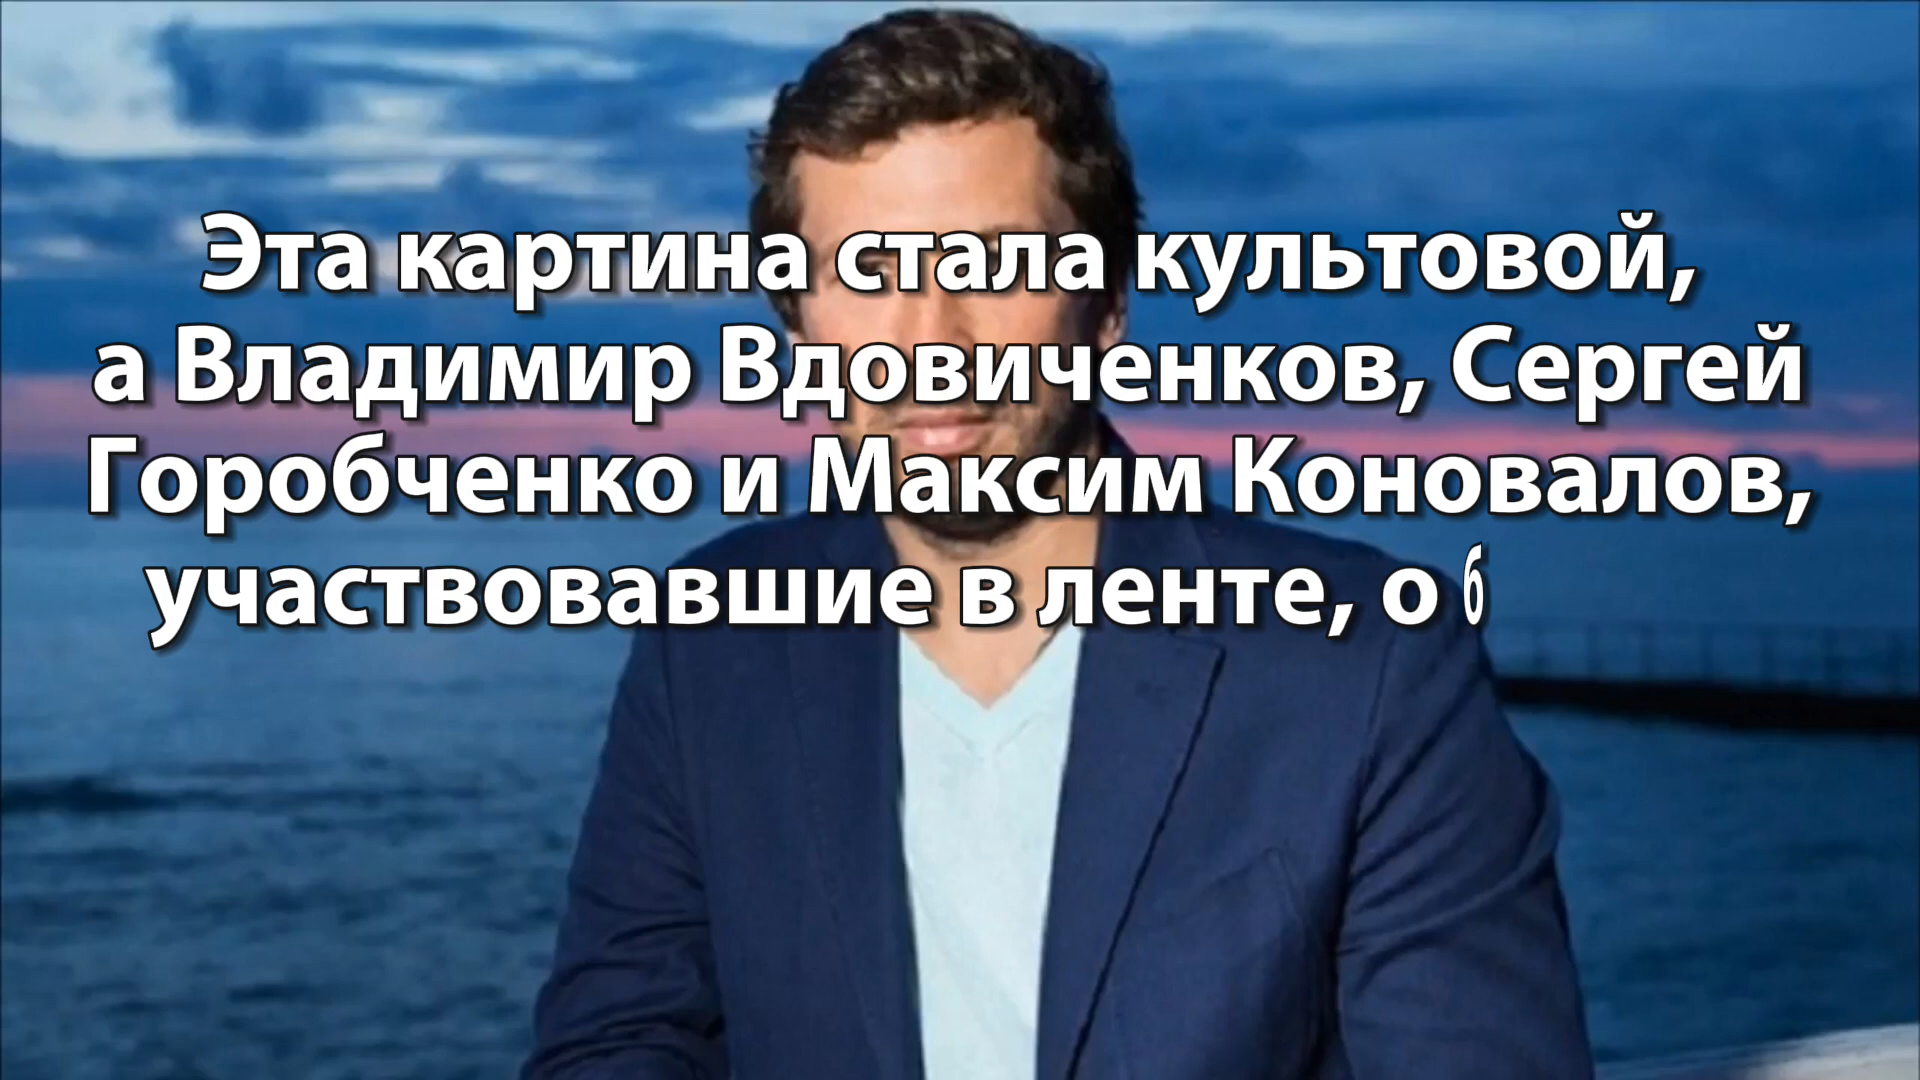 Эта картина стала культовой,
а Владимир Вдовиченков, Сергей
Горобченко и Максим Коновалов,
участвовавшие в ленте, о б